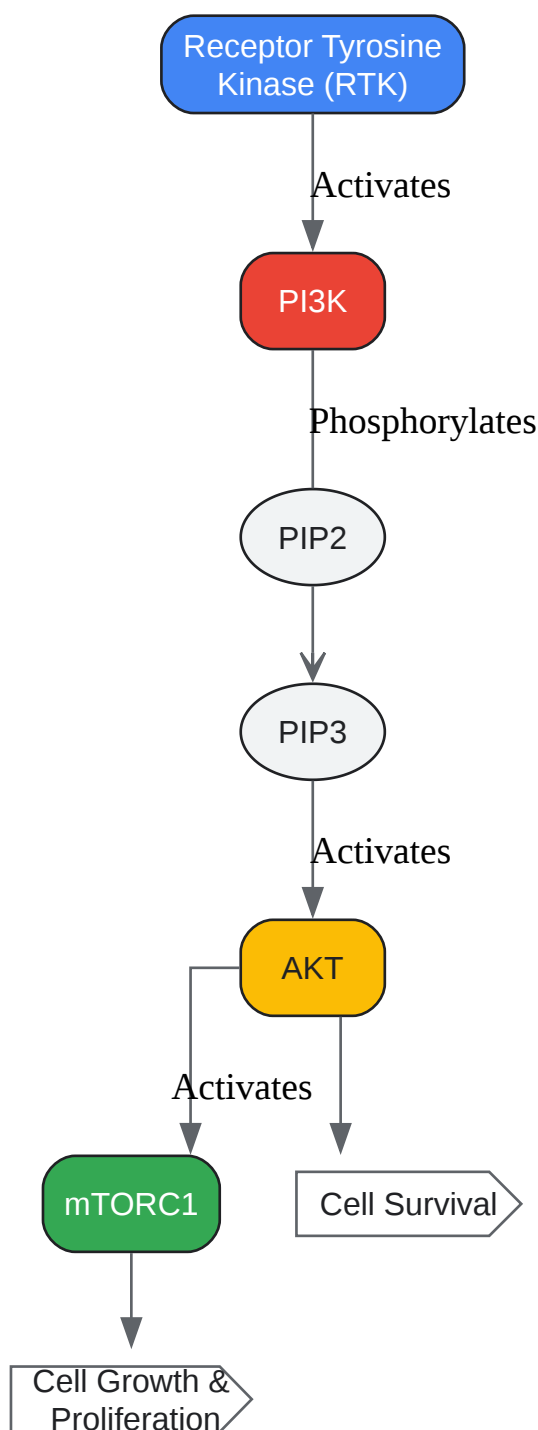 Receptor Tyrosine
Kinase (RTK)
Activates
PI3K
Phosphorylates
PIP2
PIP3
Activates
AKT
Activates
mTORC1
Cell Survival
Cell Growth &
Proliferation